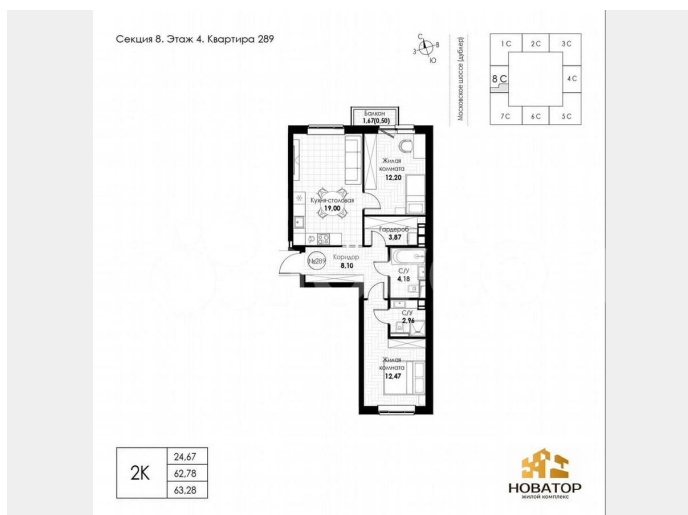 Секция 8. Этаж 4. Квартира 289
С
З
В
Ю
Московское шоссе (дублер)
1 С
2 С
3 С
8 С
4 С
7 С
6 С
5 С
Балкон
1,67(0,50)
Жилая
комната
12,20
Кухня-столовая
19,00
Гардероб
3,87
№289
Коридор
8,10
С/У
4,18
С/У
2,96
Жилая
комната
12,47
2К
24,67
62,78
63,28
НОВАТОР
ЖИЛОЙ КОМПЛЕКС